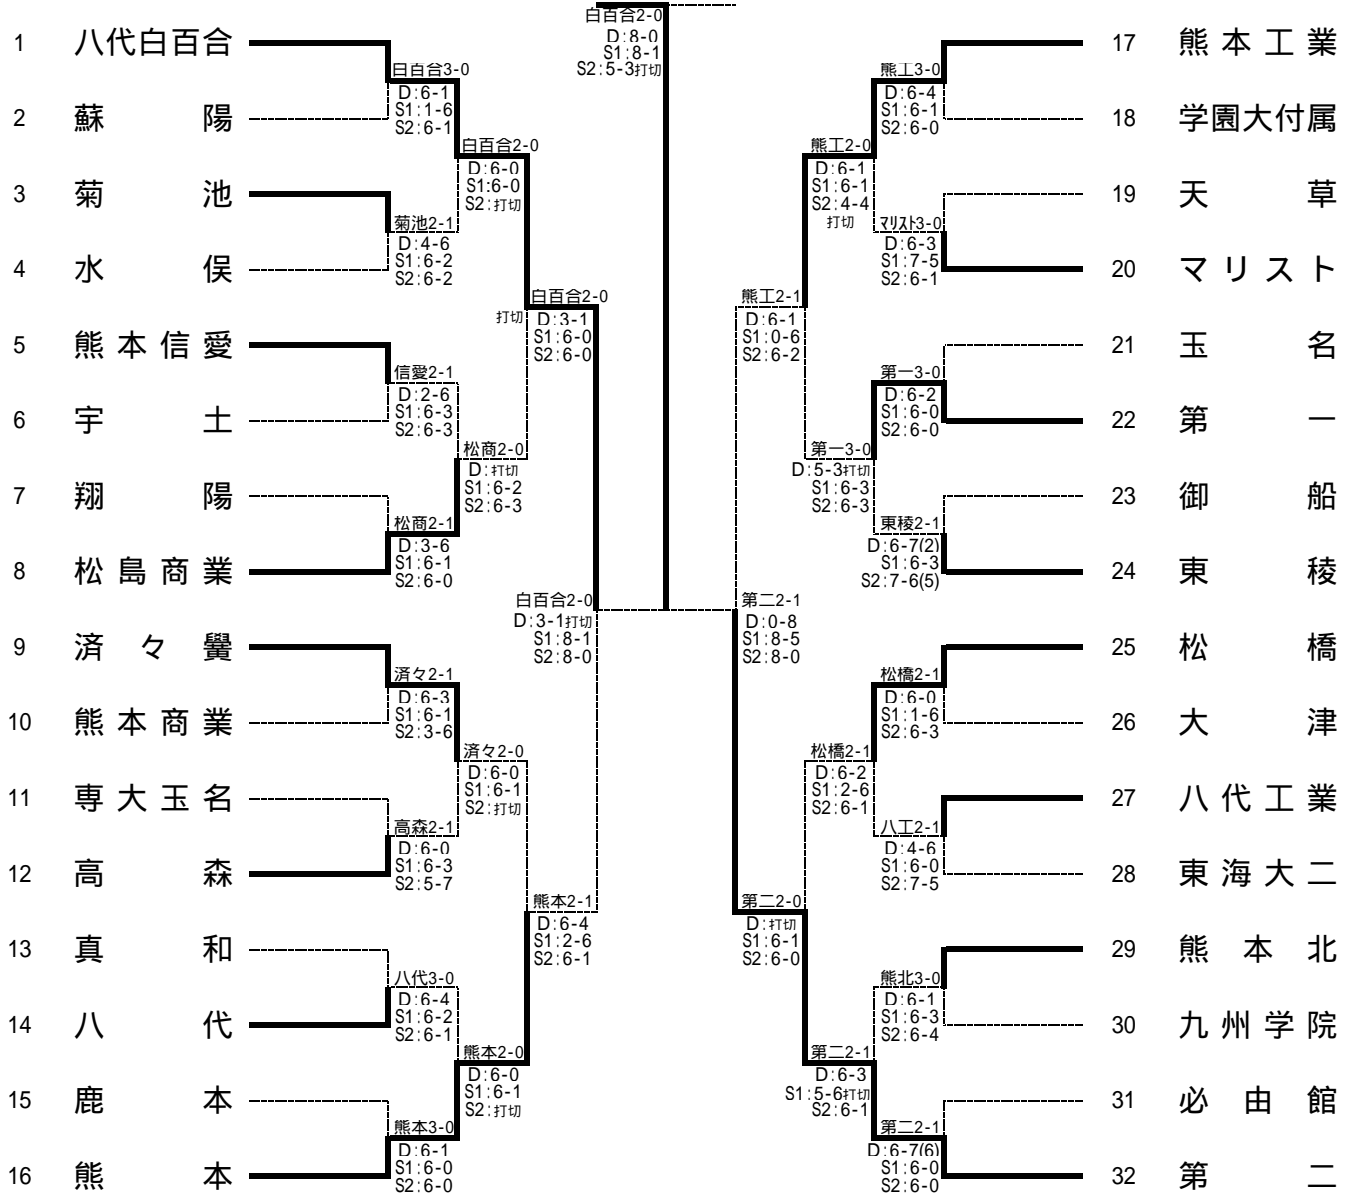 白百合2-0
D:8-0
S1:8-1
S2:5-3打切
1 八代白百合
白百合3-0
D:6-1
S1:1-6
S2:6-1
2 蘇陽
白百合2-0
D:6-0
S1:6-0
S2:打切
3 菊池
菊池2-1
D:4-6
S1:6-2
S2:6-2
4 水俣
白百合2-0
打切 D:3-1
S1:6-0
S2:6-0
5 熊本信愛
信愛2-1
D:2-6
S1:6-3
S2:6-3
6 宇土
松商2-0
D:打切
S1:6-2
S2:6-3
7 翔陽
松商2-1
D:3-6
S1:6-1
S2:6-0
8 松島商業
白百合2-0
D:3-1打切
S1:8-1
S2:8-0
9 済々黌
済々2-1
D:6-3
S1:6-1
S2:3-6
10 熊本商業
済々2-0
D:6-0
S1:6-1
S2:打切
11 専大玉名
高森2-1
D:6-0
S1:6-3
S2:5-7
12 高森
熊本2-1
D:6-4
S1:2-6
S2:6-1
13 真和
八代3-0
D:6-4
S1:6-2
S2:6-1
14 八代
熊本2-0
D:6-0
S1:6-1
S2:打切
15 鹿本
熊本3-0
D:6-1
S1:6-0
S2:6-0
16 熊本
17 熊本工業
熊工3-0
D:6-4
S1:6-1
S2:6-0
18 学園大付属
熊工2-0
D:6-1
S1:6-1
S2:4-4
打切
19 天草
マリスト3-0
D:6-3
S1:7-5
S2:6-1
20 マリスト
熊工2-1
D:6-1
S1:0-6
S2:6-2
21 玉名
第一3-0
D:6-2
S1:6-0
S2:6-0
22 第一
第一3-0
D:5-3打切
S1:6-3
S2:6-3
23 御船
東稜2-1
D:6-7(2)
S1:6-3
S2:7-6(5)
24 東稜
第二2-1
D:0-8
S1:8-5
S2:8-0
25 松橋
松橋2-1
D:6-0
S1:1-6
S2:6-3
26 大津
松橋2-1
D:6-2
S1:2-6
S2:6-1
27 八代工業
八工2-1
D:4-6
S1:6-0
S2:7-5
28 東海大二
第二2-0
D:打切
S1:6-1
S2:6-0
29 熊本北
熊北3-0
D:6-1
S1:6-3
S2:6-4
30 九州学院
第二2-1
D:6-3
S1:5-6打切
S2:6-1
31 必由館
第二2-1
D:6-7(6)
S1:6-0
S2:6-0
32 第二